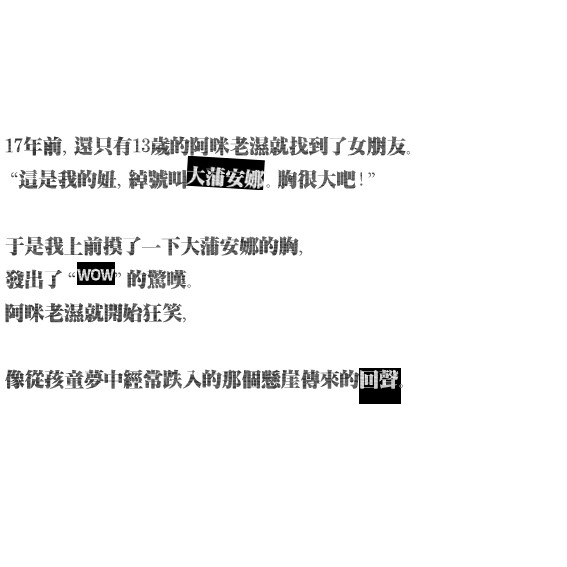 17年前, 還只有13歲的阿咪老濕就找到了女朋友。
“這是我的妞, 綽號叫大蒲安娜。胸很大吧!”
于是我上前摸了一下大蒲安娜的胸,
發出了 “WOW” 的驚嘆。
阿咪老濕就開始狂笑,
像從孩童夢中經常跌入的那個懸崖傳來的回聲。